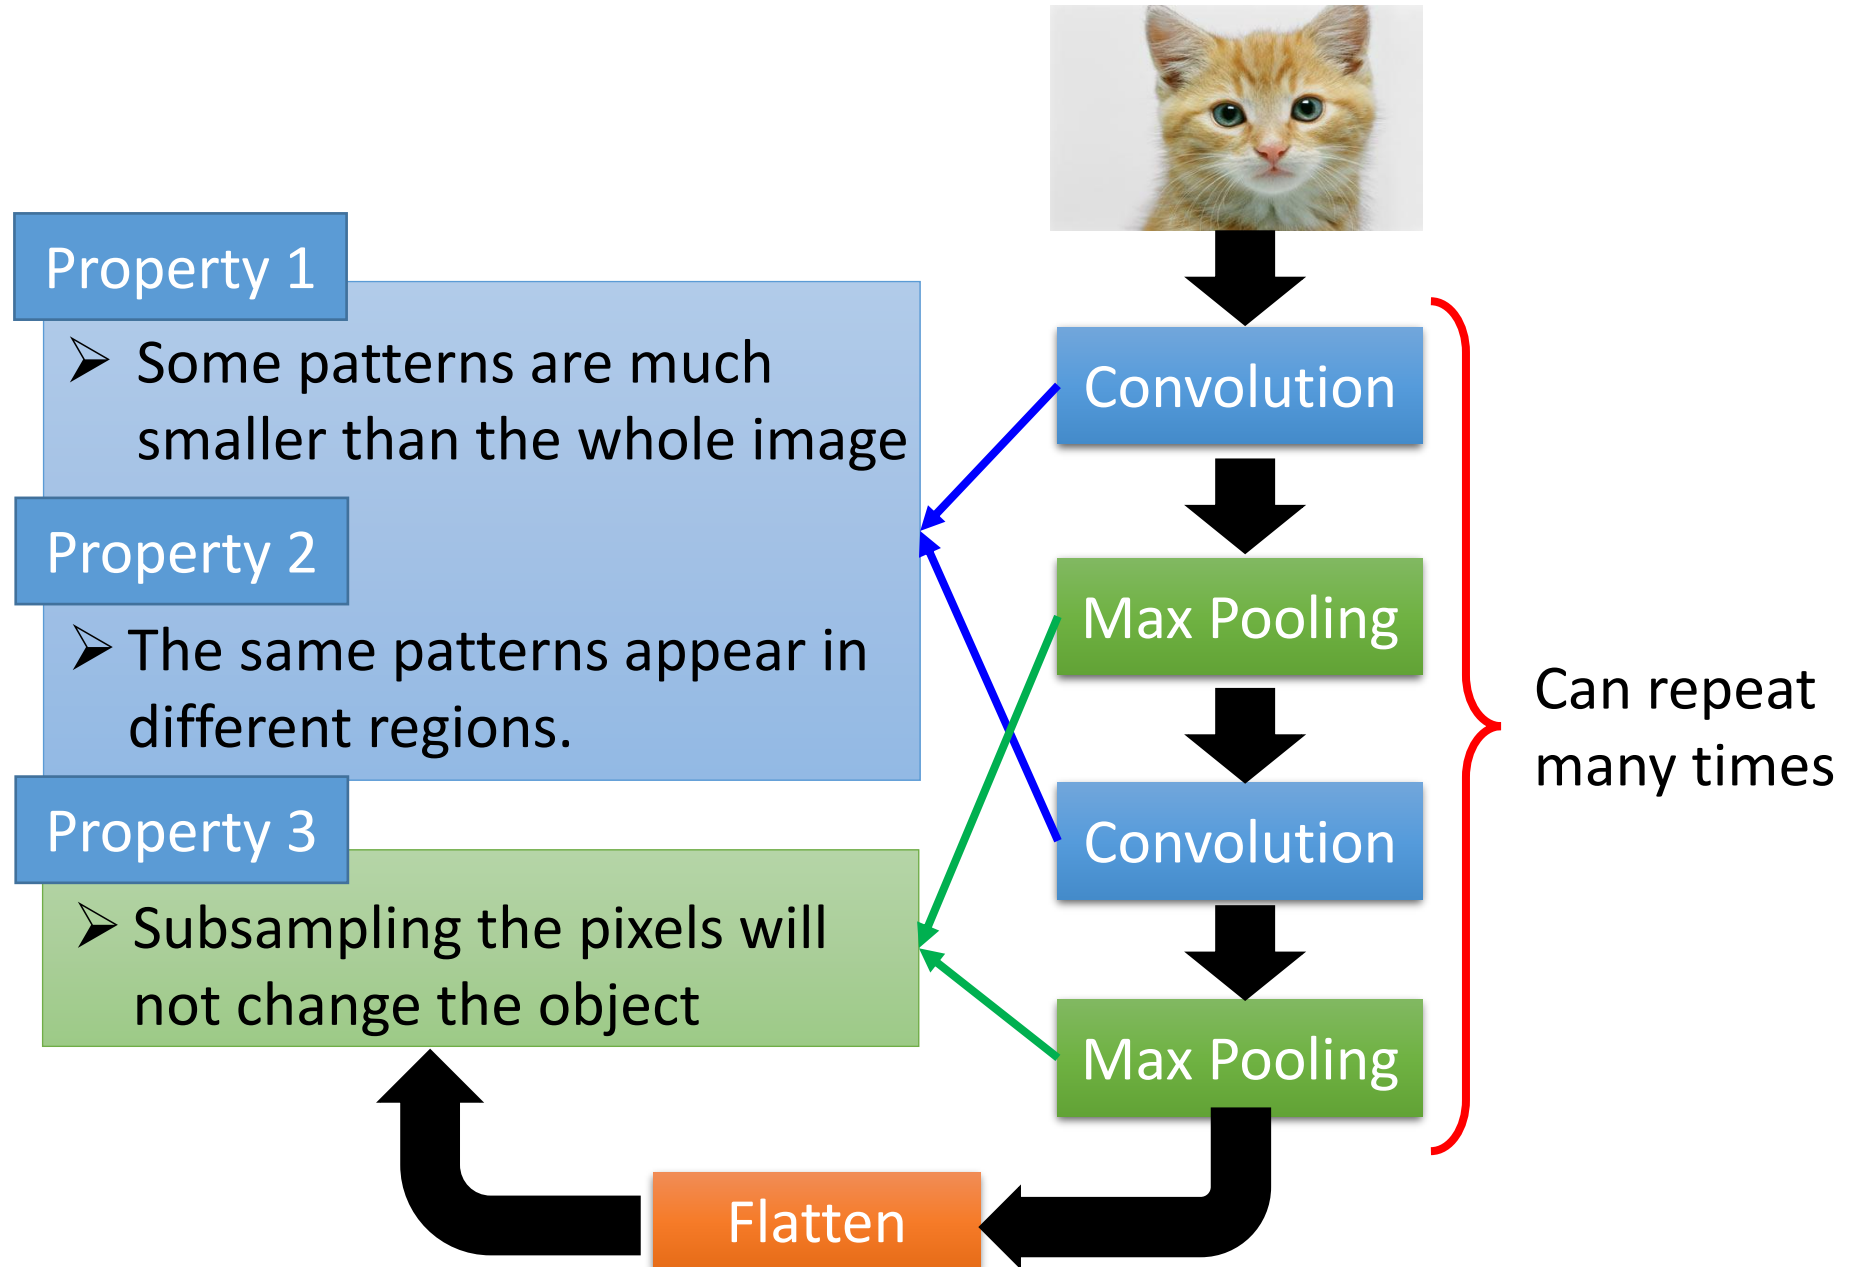 Property 1
➢ Some patterns are much
smaller than the whole image
Property 2
➢ The same patterns appear in
different regions.
Property 3
➢ Subsampling the pixels will
not change the object
Convolution
Max Pooling
Convolution
Max Pooling
Can repeat
many times
Flatten